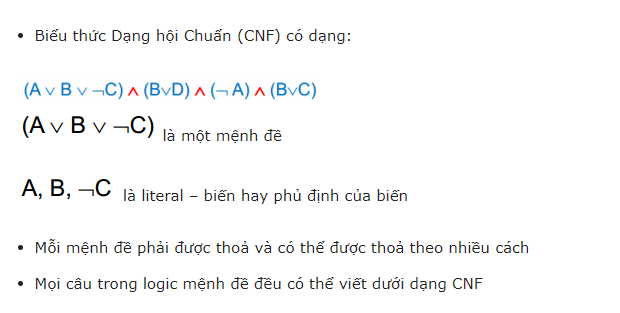 • Biểu thức Dạng hội Chuẩn (CNF) có dạng:
(A ∨ B ∨ ¬C) ∧ (B∨D) ∧ (¬ A) ∧ (B∨C)
(A ∨ B ∨ ¬C) là một mệnh đề
A, B, ¬C là literal – biến hay phủ định của biến
• Mỗi mệnh đề phải được thoả và có thể được thoả theo nhiều cách
• Mọi câu trong logic mệnh đề đều có thể viết dưới dạng CNF